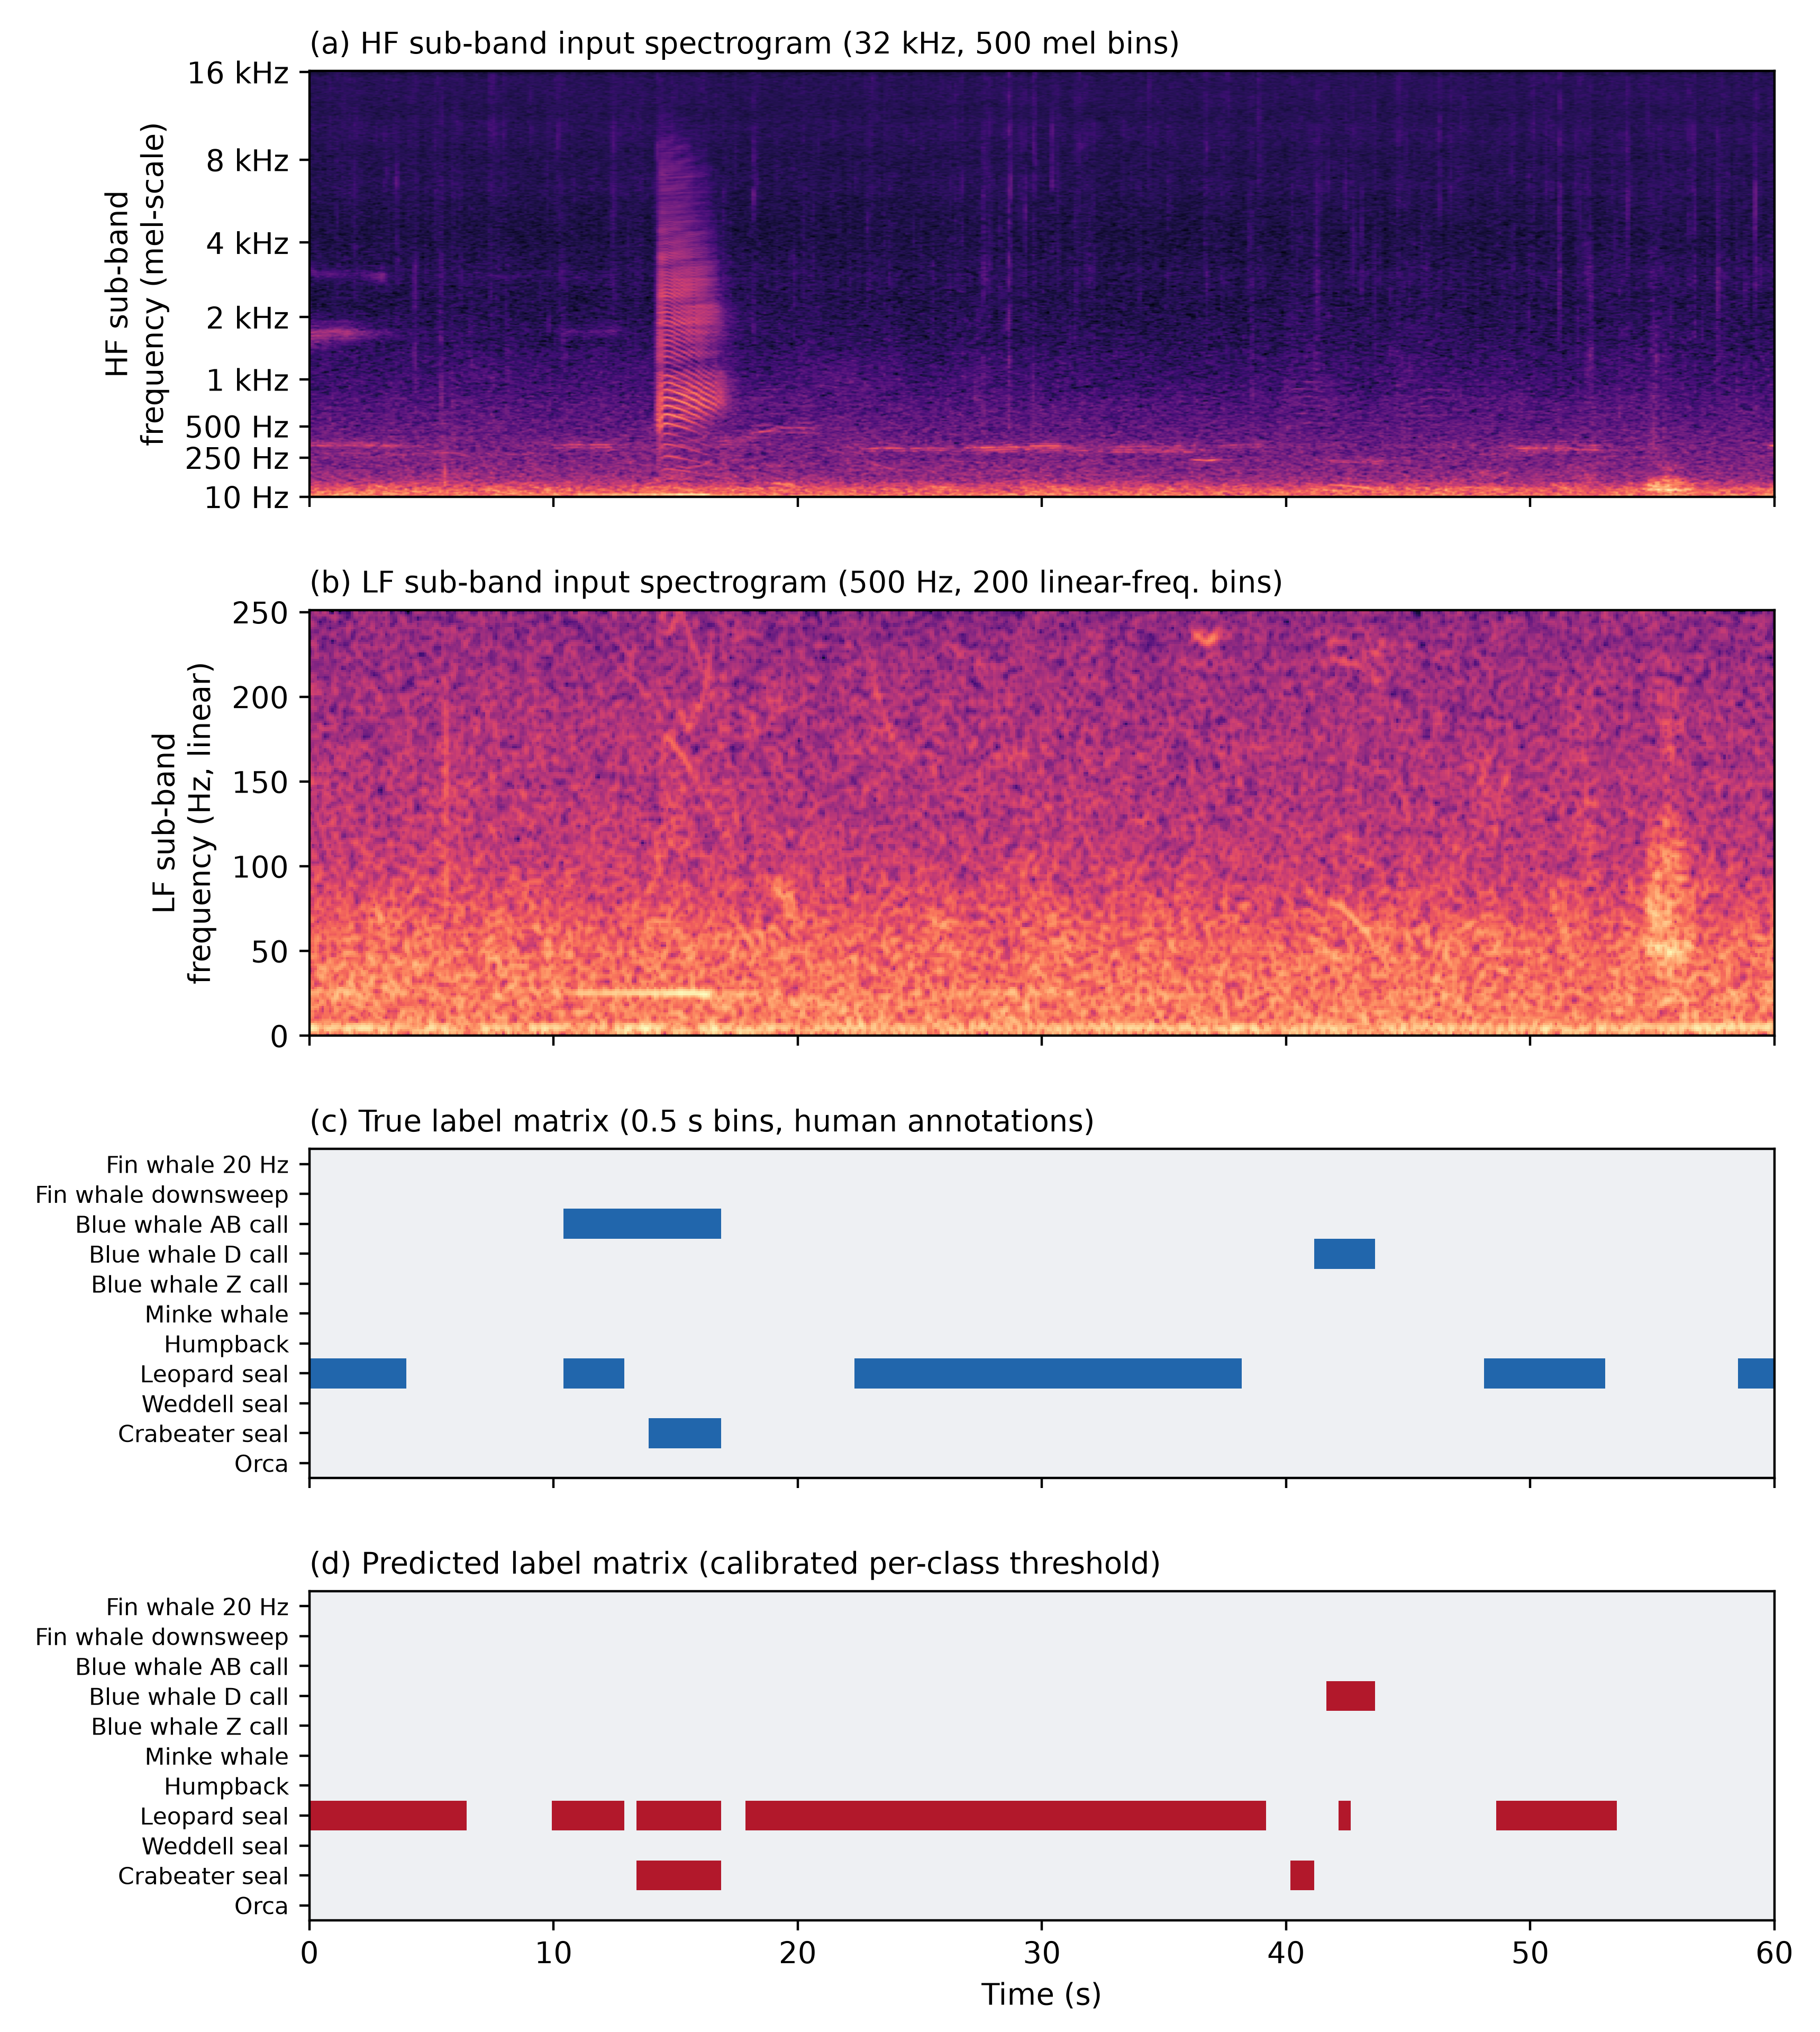 (a) HF sub-band input spectrogram (32 kHz, 500 mel bins)
HF sub-band
frequency (mel-scale)
16 kHz
8 kHz
4 kHz
2 kHz
1 kHz
500 Hz
250 Hz
10 Hz
(b) LF sub-band input spectrogram (500 Hz, 200 linear-freq. bins)
LF sub-band
frequency (Hz, linear)
250
200
150
100
50
0
(c) True label matrix (0.5 s bins, human annotations)
Fin whale 20 Hz
Fin whale downsweep
Blue whale AB call
Blue whale D call
Blue whale Z call
Minke whale
Humpback
Leopard seal
Weddell seal
Crabeater seal
Orca
(d) Predicted label matrix (calibrated per-class threshold)
Fin whale 20 Hz
Fin whale downsweep
Blue whale AB call
Blue whale D call
Blue whale Z call
Minke whale
Humpback
Leopard seal
Weddell seal
Crabeater seal
Orca
0 10 20 30 40 50 60
Time (s)